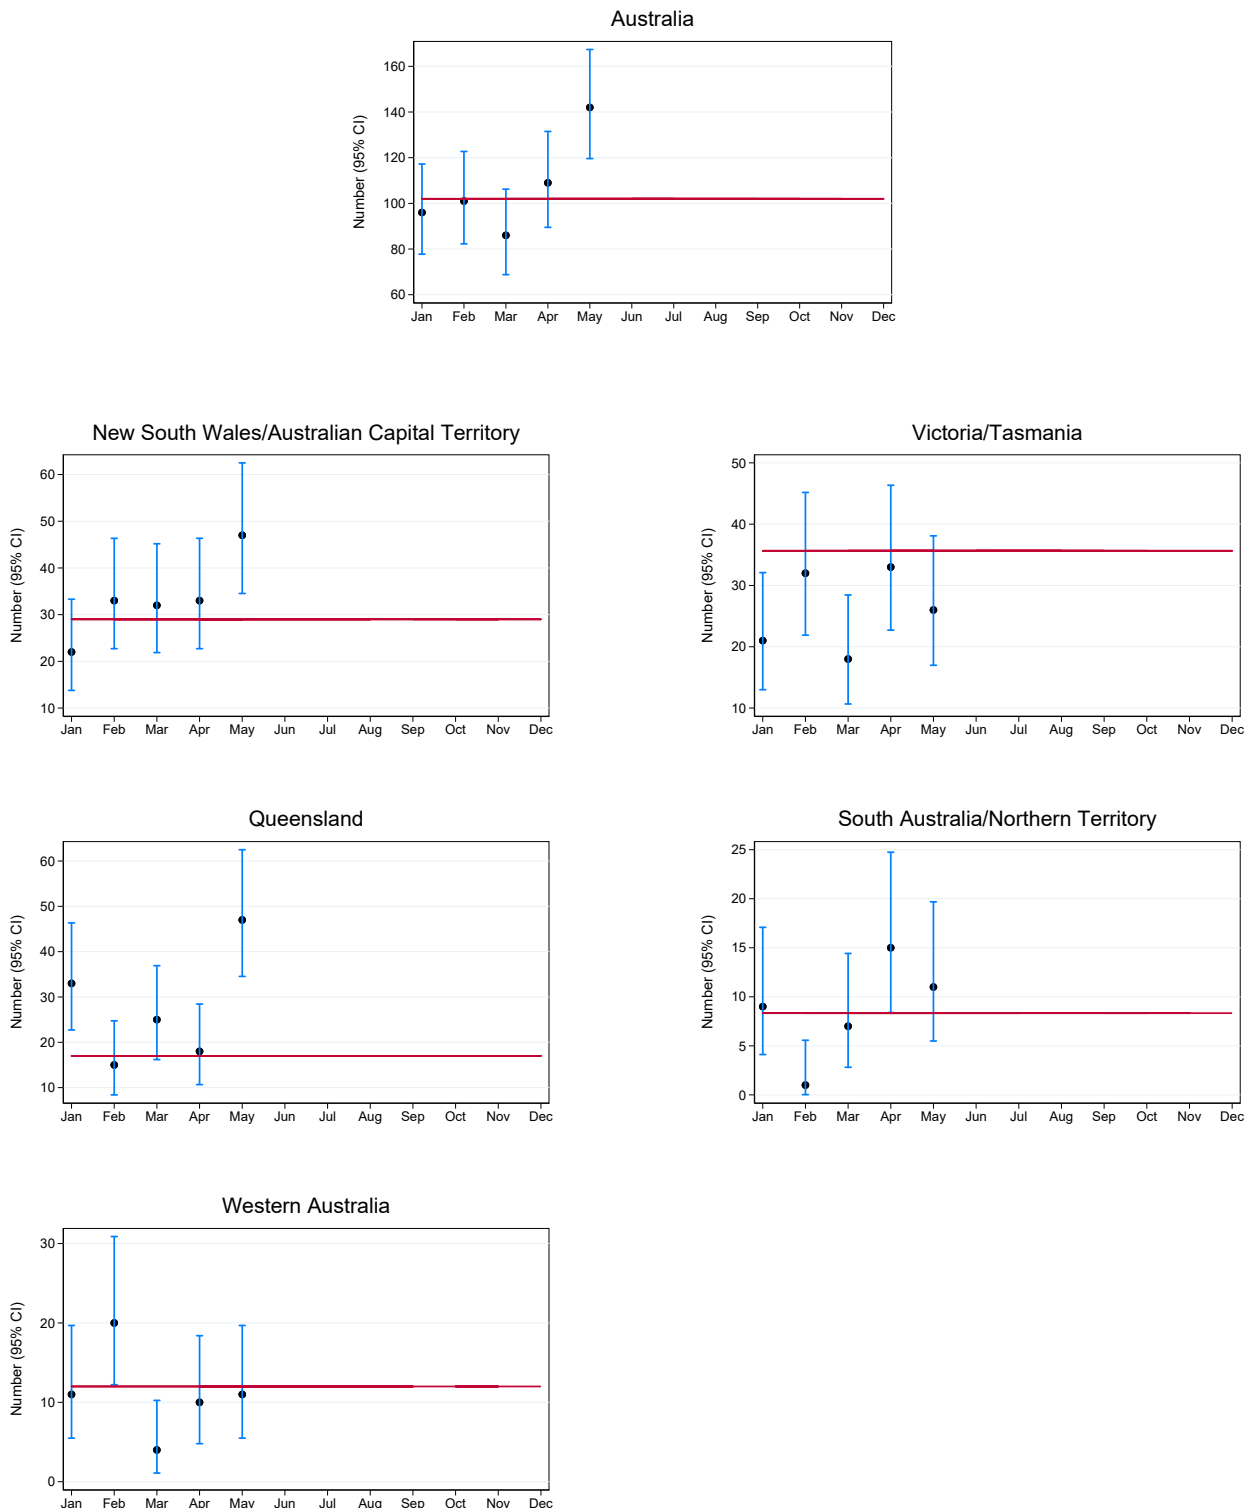 Australia
Number (95% CI)
160
140
120
100
80
60
Jan Feb Mar Apr May Jun Jul Aug Sep Oct Nov Dec
New South Wales/Australian Capital Territory
Number (95% CI)
60
50
40
30
20
10
Jan Feb Mar Apr May Jun Jul Aug Sep Oct Nov Dec
Victoria/Tasmania
Number (95% CI)
50
40
30
20
10
Jan Feb Mar Apr May Jun Jul Aug Sep Oct Nov Dec
Queensland
Number (95% CI)
60
50
40
30
20
10
Jan Feb Mar Apr May Jun Jul Aug Sep Oct Nov Dec
South Australia/Northern Territory
Number (95% CI)
25
20
15
10
5
0
Jan Feb Mar Apr May Jun Jul Aug Sep Oct Nov Dec
Western Australia
Number (95% CI)
30
20
10
0
Jan Feb Mar Apr May Jun Jul Aug Sep Oct Nov Dec